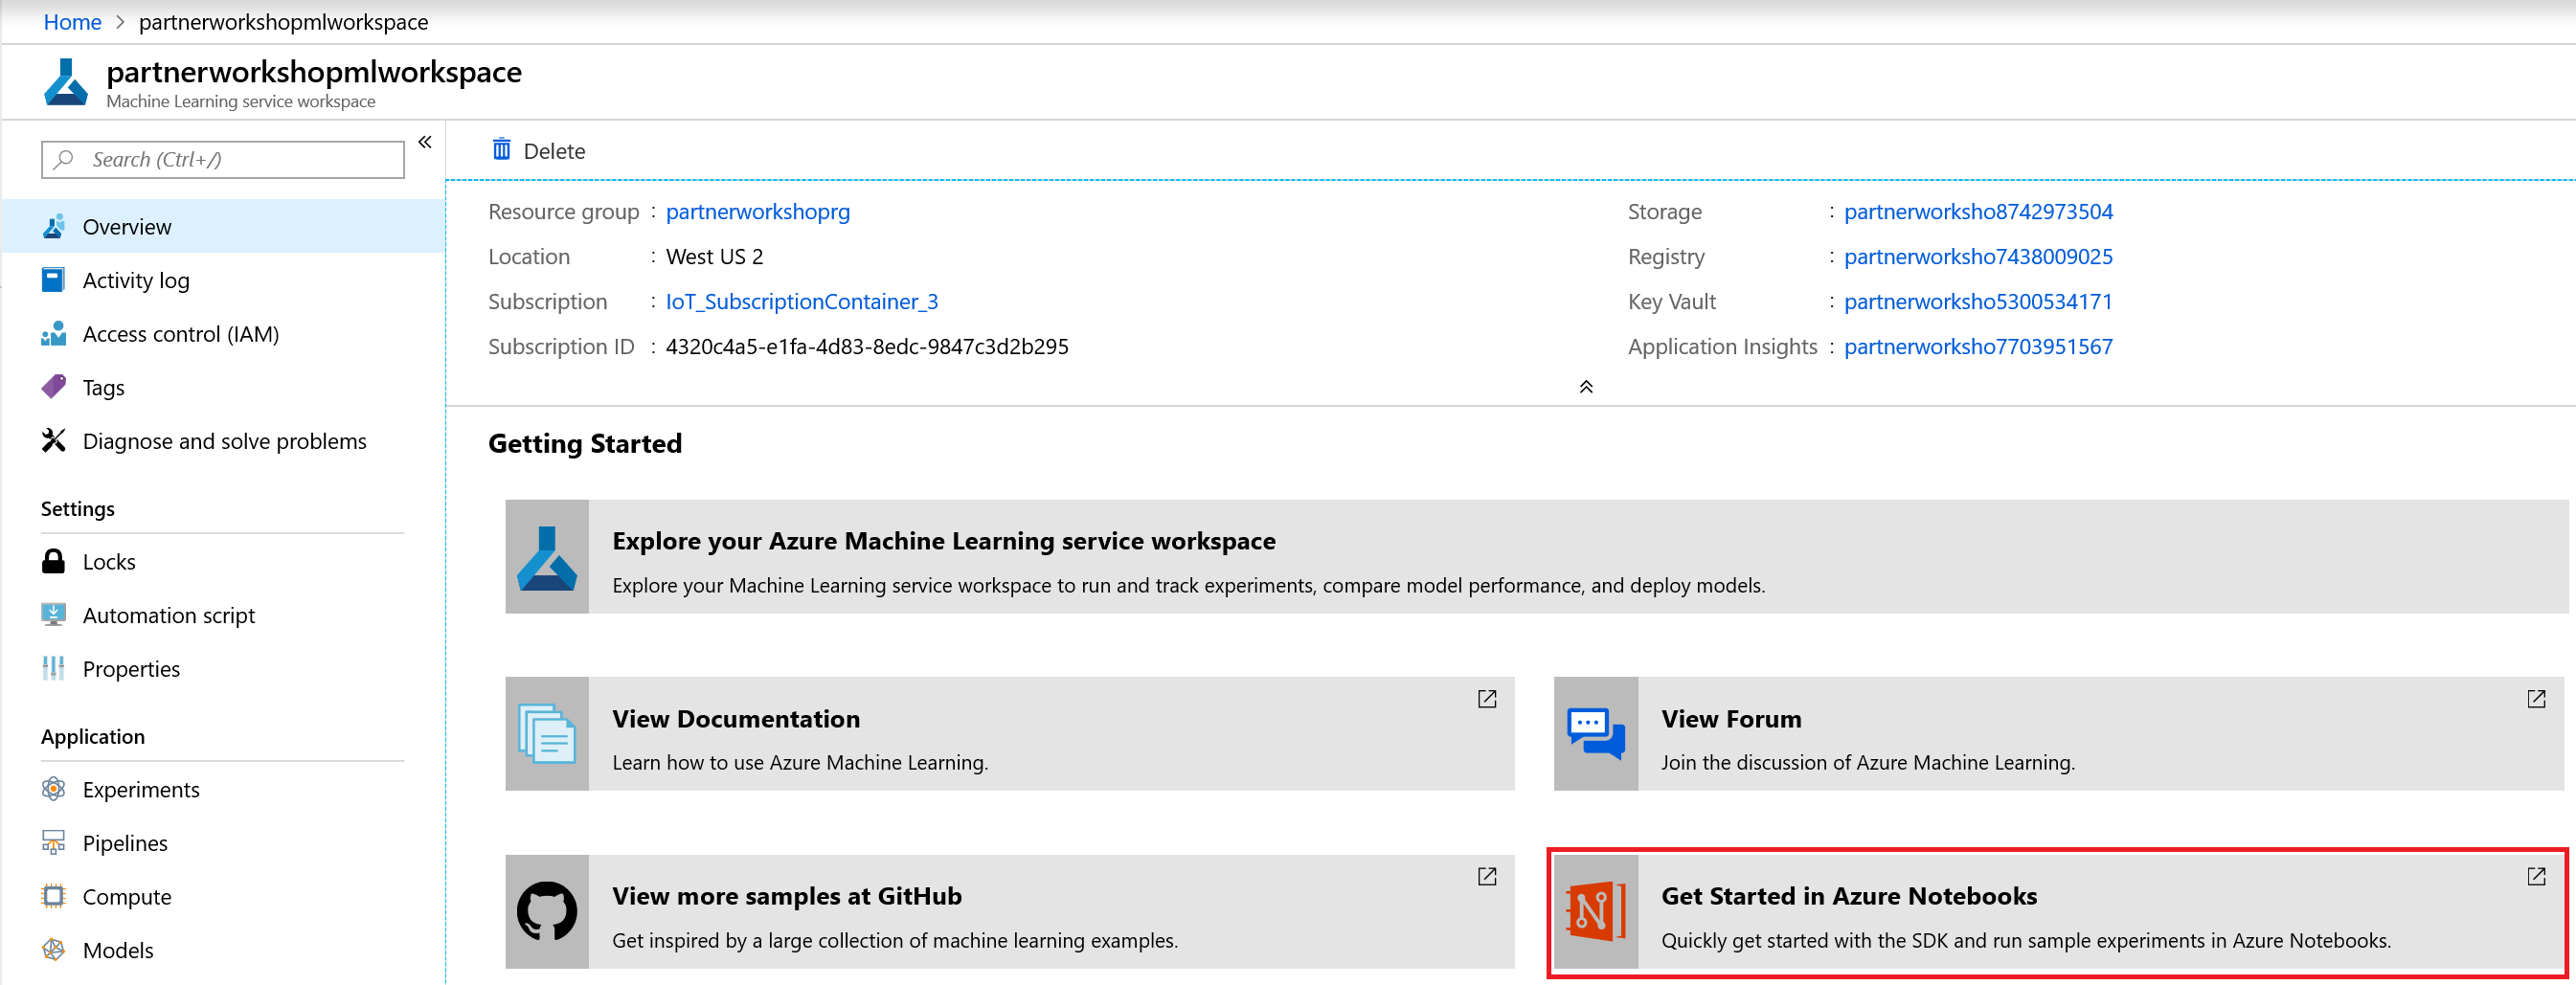 Home > partnerworkshopmlworkspace
partnerworkshopmlworkspace
Machine Learning service workspace
Search (Ctrl+/)
«
Overview
Activity log
Access control (IAM)
Tags
Diagnose and solve problems
Settings
Locks
Automation script
Properties
Application
Experiments
Pipelines
Compute
Models
Delete
Resource group : partnerworkshoprg
Location : West US 2
Subscription : IoT_SubscriptionContainer_3
Subscription ID : 4320c4a5-e1fa-4d83-8edc-9847c3d2b295
Storage : partnerworksho8742973504
Registry : partnerworksho7438009025
Key Vault : partnerworksho5300534171
Application Insights : partnerworksho7703951567
Getting Started
Explore your Azure Machine Learning service workspace
Explore your Machine Learning service workspace to run and track experiments, compare model performance, and deploy models.
View Documentation
Learn how to use Azure Machine Learning.
View Forum
Join the discussion of Azure Machine Learning.
View more samples at GitHub
Get inspired by a large collection of machine learning examples.
Get Started in Azure Notebooks
Quickly get started with the SDK and run sample experiments in Azure Notebooks.